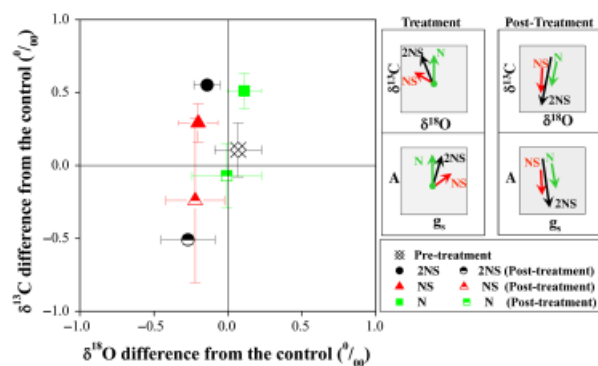 δ13C difference from the control (0/00)
1.0
0.5
0.0
−0.5
−1.0
−1.0
−0.5
0.0
0.5
1.0
δ18O difference from the control (0/00)
Treatment
Post-Treatment
δ13C
2NS
N
NS
δ18O
δ13C
NS
N
2NS
δ18O
A
N
2NS
NS
gs
A
NS
N
2NS
gs
Pre-treatment
2NS
2NS (Post-treatment)
NS
NS (Post-treatment)
N
N (Post-treatment)